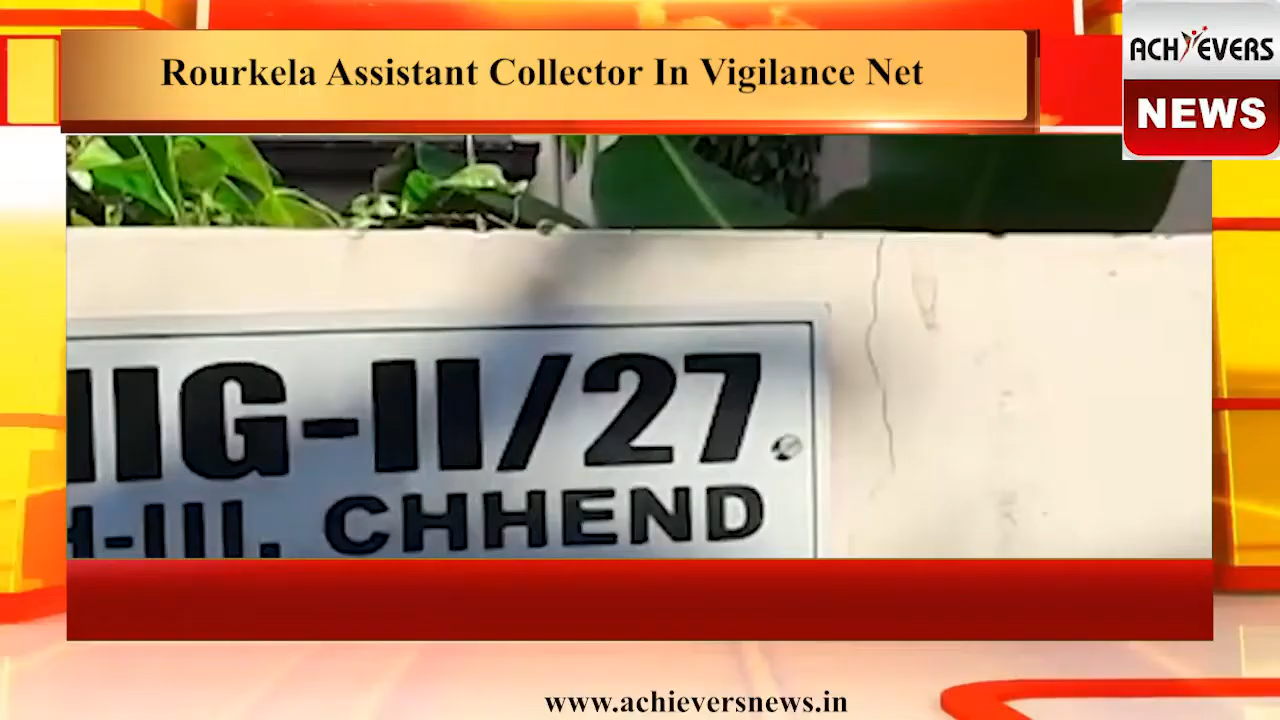 Rourkela Assistant Collector In Vigilance Net
ACHIEVERS
NEWS
IIG-II/27
H-III, CHHEND
www.achieversnews.in